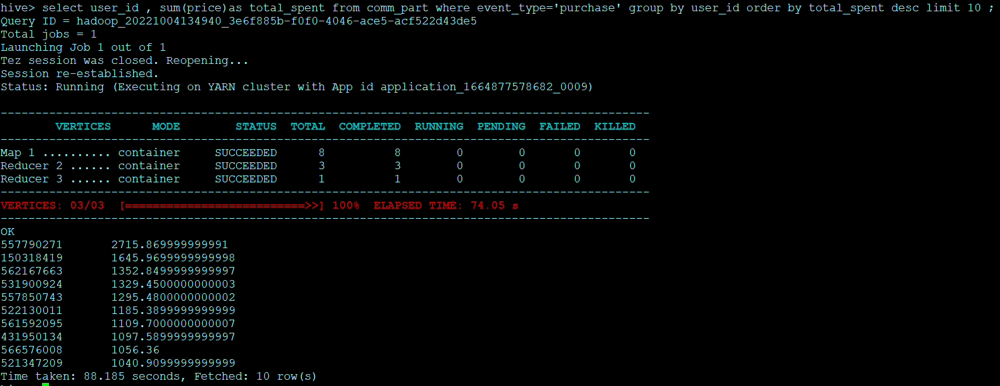 hive> select user_id , sum(price)as total_spent from comm_part where event_type='purchase' group by user_id order by total_spent desc limit 10 ;
Query ID = hadoop_20221004134940_3e6f885b-f0f0-4046-ace5-acf522d43de5
Total jobs = 1
Launching Job 1 out of 1
Tez session was closed. Reopening...
Session re-established.
Status: Running (Executing on YARN cluster with App id application_1664877578682_0009)
----------------------------------------------------------------------------------------------
        VERTICES      MODE        STATUS  TOTAL  COMPLETED  RUNNING  PENDING  FAILED  KILLED
----------------------------------------------------------------------------------------------
Map 1 .......... container     SUCCEEDED      8          8        0        0       0       0
Reducer 2 ...... container     SUCCEEDED      3          3        0        0       0       0
Reducer 3 ...... container     SUCCEEDED      1          1        0        0       0       0
----------------------------------------------------------------------------------------------
VERTICES: 03/03  [==========================>>] 100%  ELAPSED TIME: 74.05 s
----------------------------------------------------------------------------------------------
OK
557790271       2715.869999999991
150318419       1645.9699999999998
562167663       1352.8499999999997
531900924       1329.4500000000003
557850743       1295.4800000000002
522130011       1185.3899999999999
561592095       1109.7000000000007
431950134       1097.5899999999997
566576008       1056.36
521347209       1040.9099999999999
Time taken: 88.185 seconds, Fetched: 10 row(s)